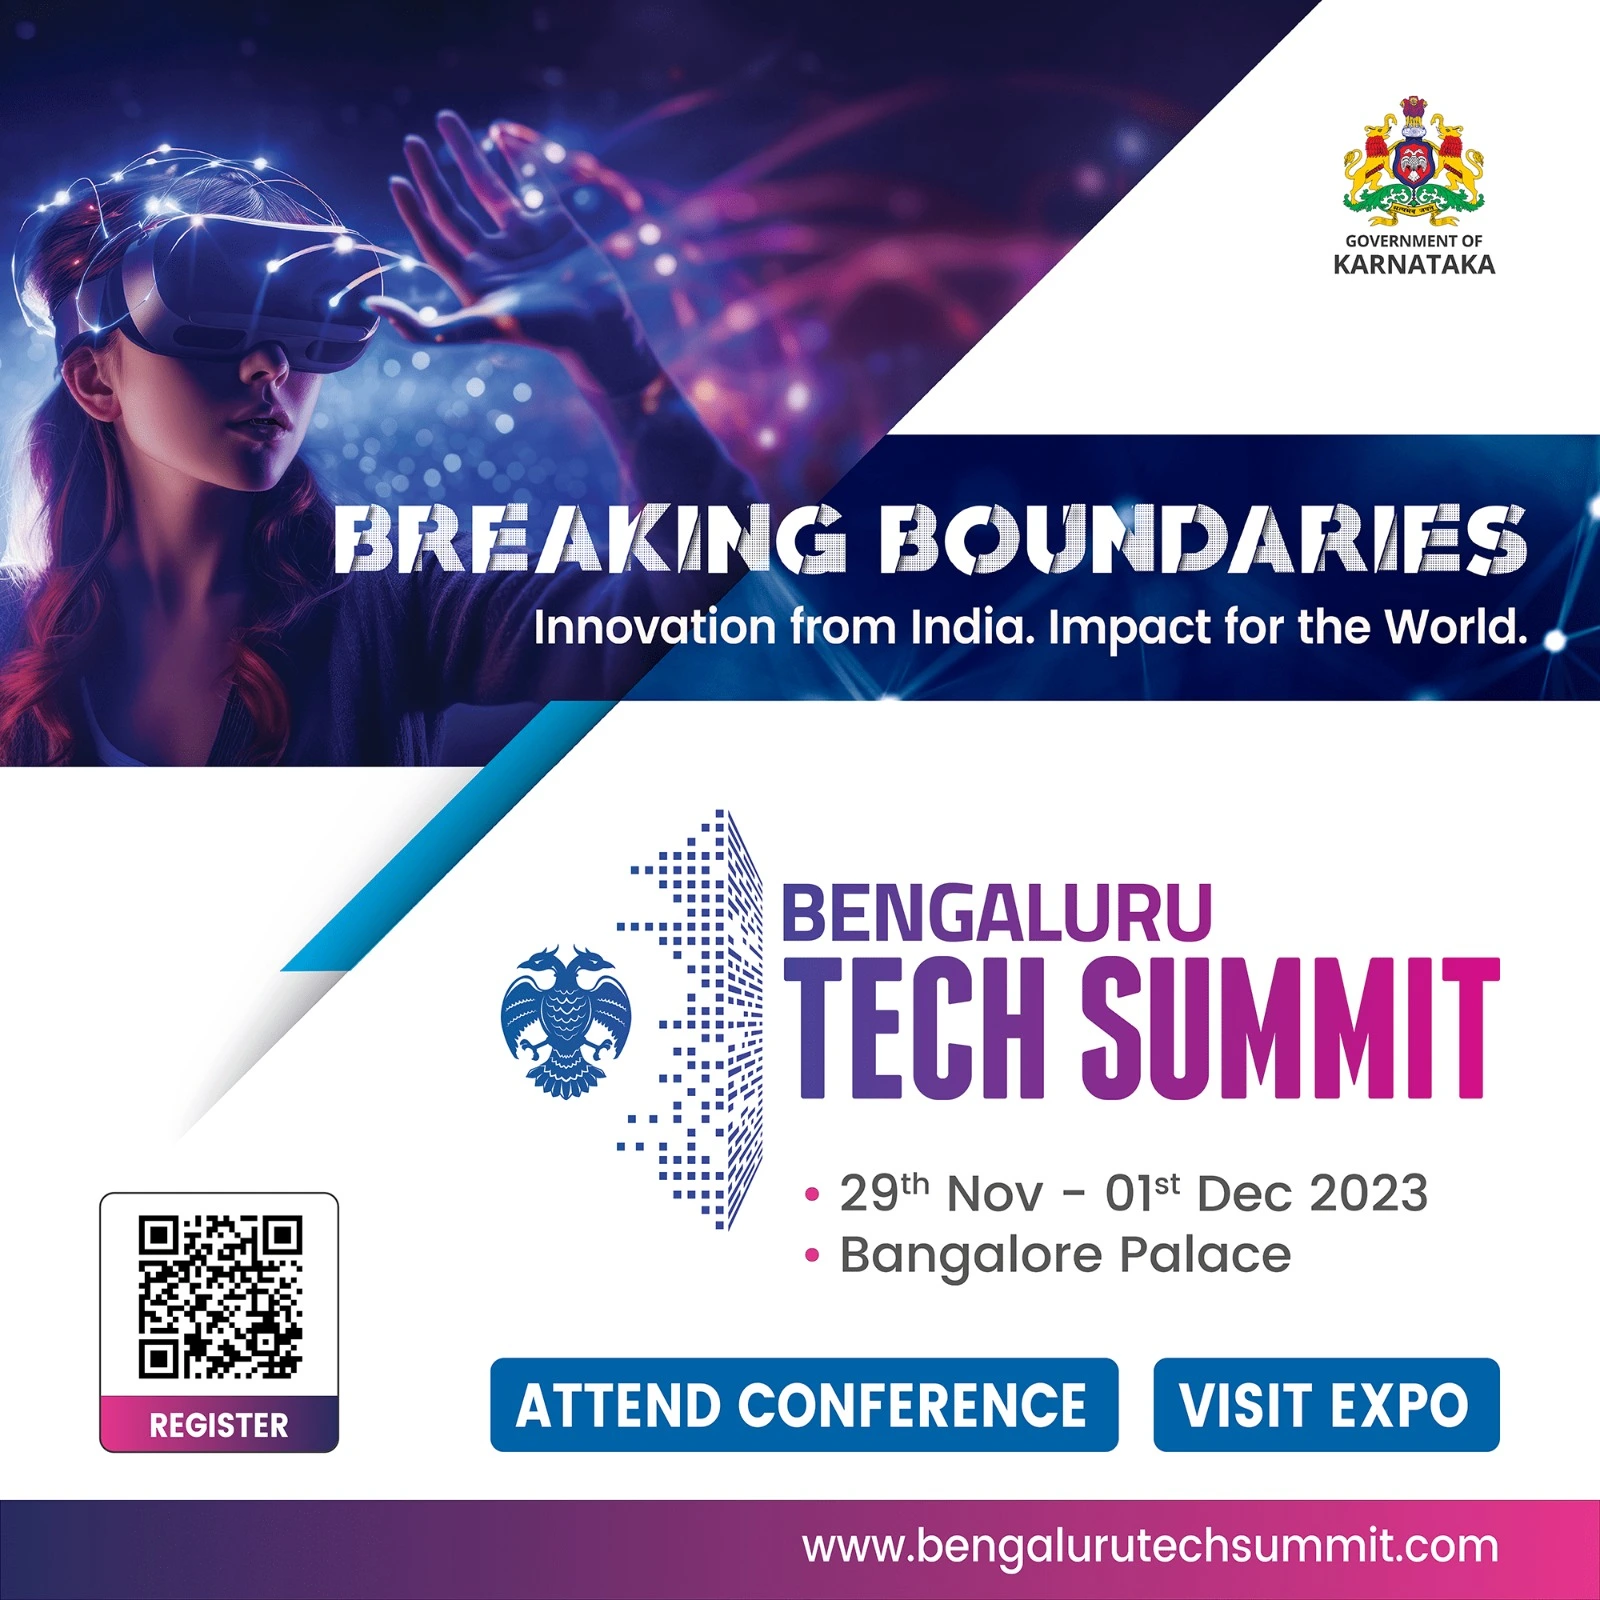 GOVERNMENT OF
KARNATAKA
BREAKING BOUNDARIES
Innovation from India. Impact for the World.
BENGALURU
TECH SUMMIT
• 29th Nov - 01st Dec 2023
• Bangalore Palace
REGISTER
ATTEND CONFERENCE
VISIT EXPO
www.bengalurutechsummit.com